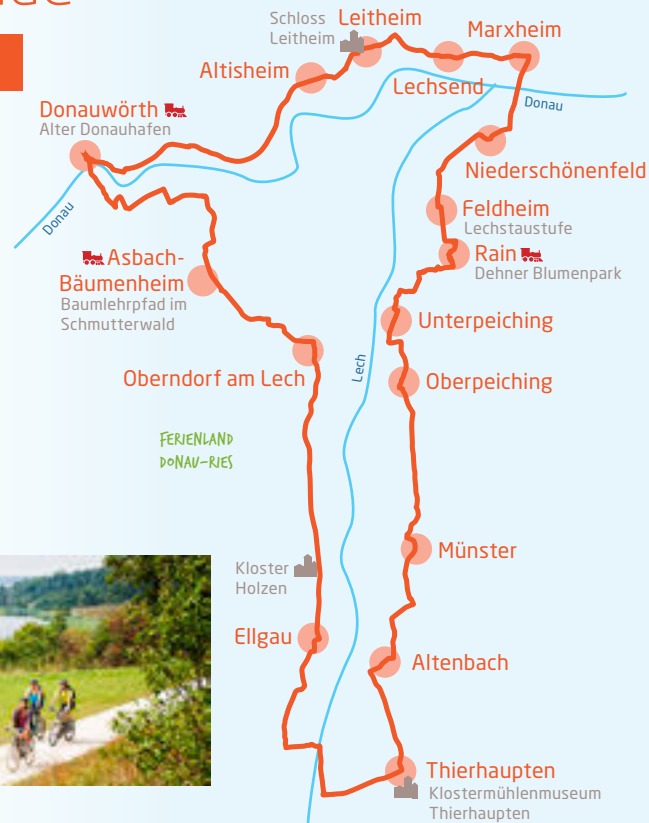 Schloss
Leitheim
Leitheim
Marxheim
Altisheim
Lechsend
Donau
Donauwörth
Alter Donauhafen
Niederschönenfeld
Donau
Feldheim
Lechstaustufe
Rain
Dehner Blumenpark
Asbach-
Bäumenheim
Baumlehrpfad im
Schmutterwald
Unterpeiching
Lech
Oberndorf am Lech
Oberpeiching
FERIENLAND
DONAU-RIES
Münster
Kloster
Holzen
Ellgau
Altenbach
Thierhaupten
Klostermühlenmuseum
Thierhaupten